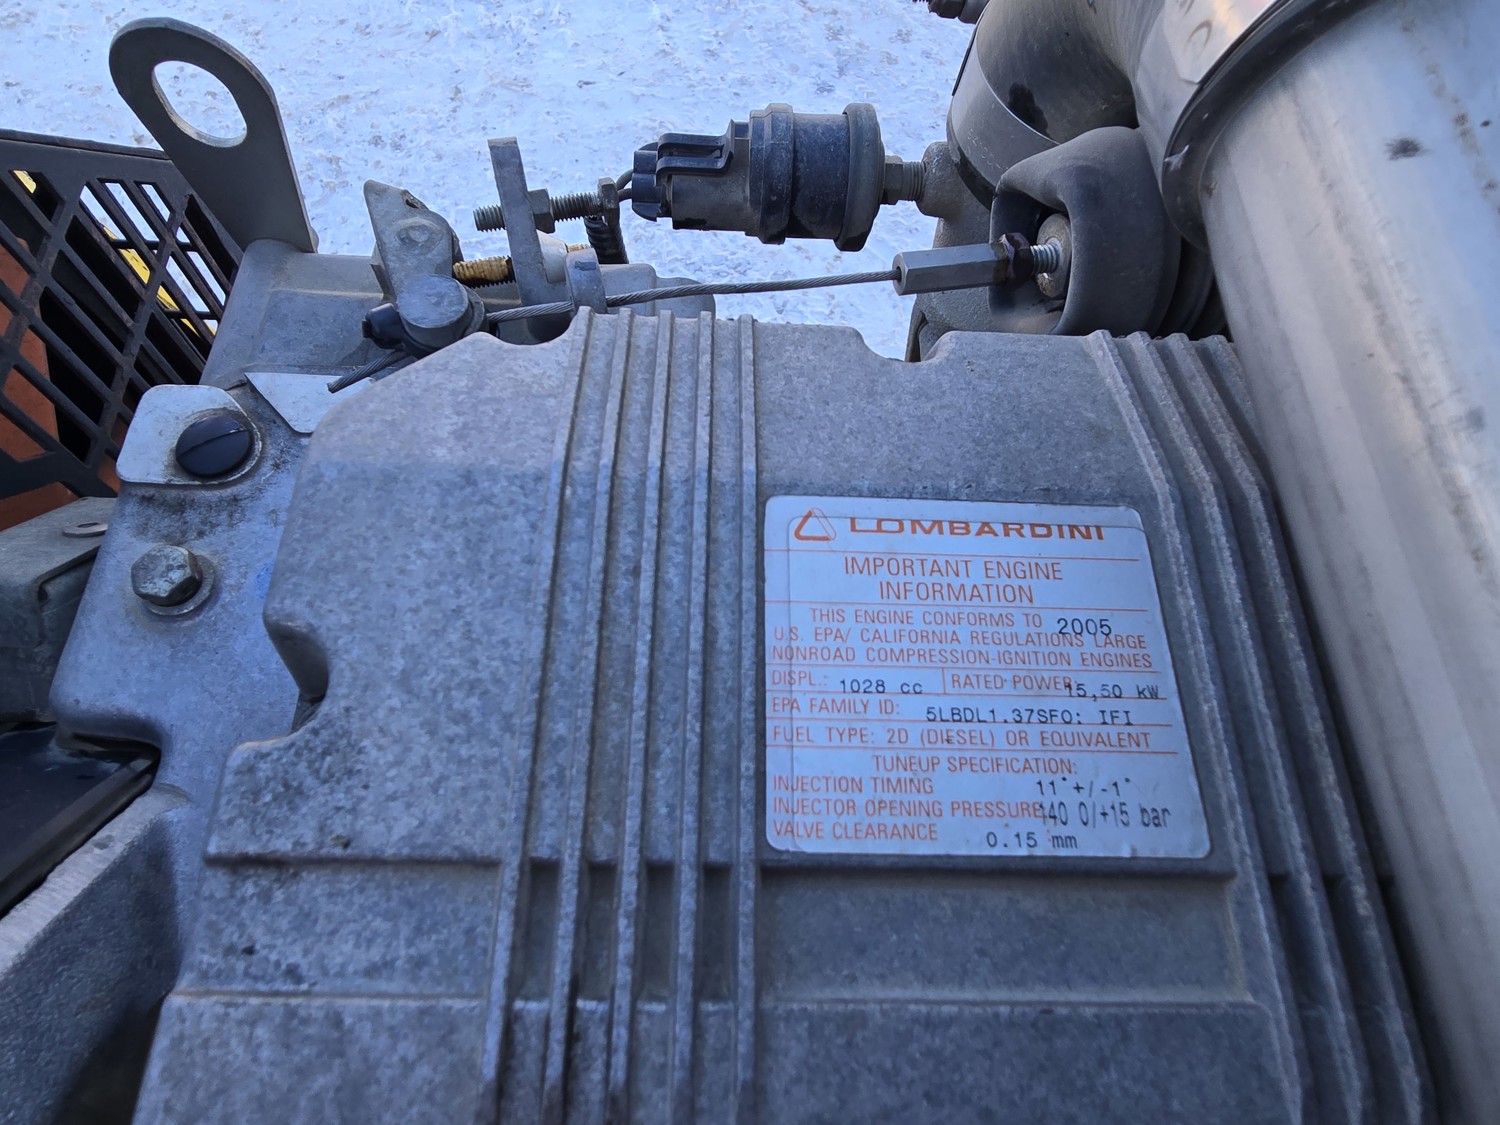 LOMBARDINI
IMPORTANT ENGINE
INFORMATION
THIS ENGINE CONFORMS TO 2005
U.S. EPA/ CALIFORNIA REGULATIONS LARGE
NONROAD COMPRESSION-IGNITION ENGINES
DISPL.: 1028 cc RATED POWER: 15,50 kW
EPA FAMILY ID: 5LBDL1.37SFO: IFI
FUEL TYPE: 2D (DIESEL) OR EQUIVALENT
TUNEUP SPECIFICATION:
INJECTION TIMING 11°+/-1°
INJECTOR OPENING PRESSURE 140 0/+15 bar
VALVE CLEARANCE 0.15 mm